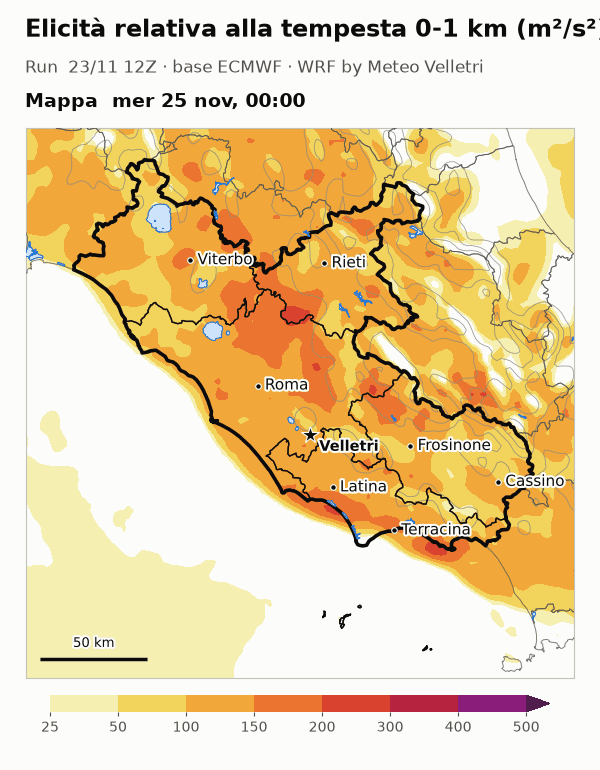 Elicità relativa alla tempesta 0-1 km (m²/s²)
Run  23/11 12Z · base ECMWF · WRF by Meteo Velletri
Mappa  mer 25 nov, 00:00
Viterbo
Rieti
Roma
Velletri
Frosinone
Latina
Cassino
Terracina
50 km
25 50 100 150 200 300 400 500